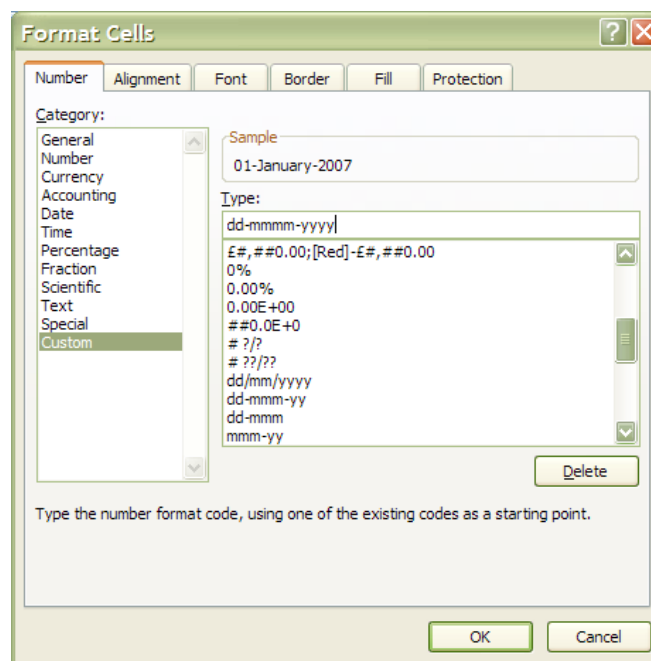 Format Cells
Number Alignment Font Border Fill Protection
Category:
General
Number
Currency
Accounting
Date
Time
Percentage
Fraction
Scientific
Text
Special
Custom
Sample
01-January-2007
Type:
dd-mmmm-yyyy
£#,##0.00;[Red]-£#,##0.00
0%
0.00%
0.00E+00
##0.0E+0
# ?/?
# ??/??
dd/mm/yyyy
dd-mmm-yy
dd-mmm
mmm-yy
Delete
Type the number format code, using one of the existing codes as a starting point.
OK Cancel